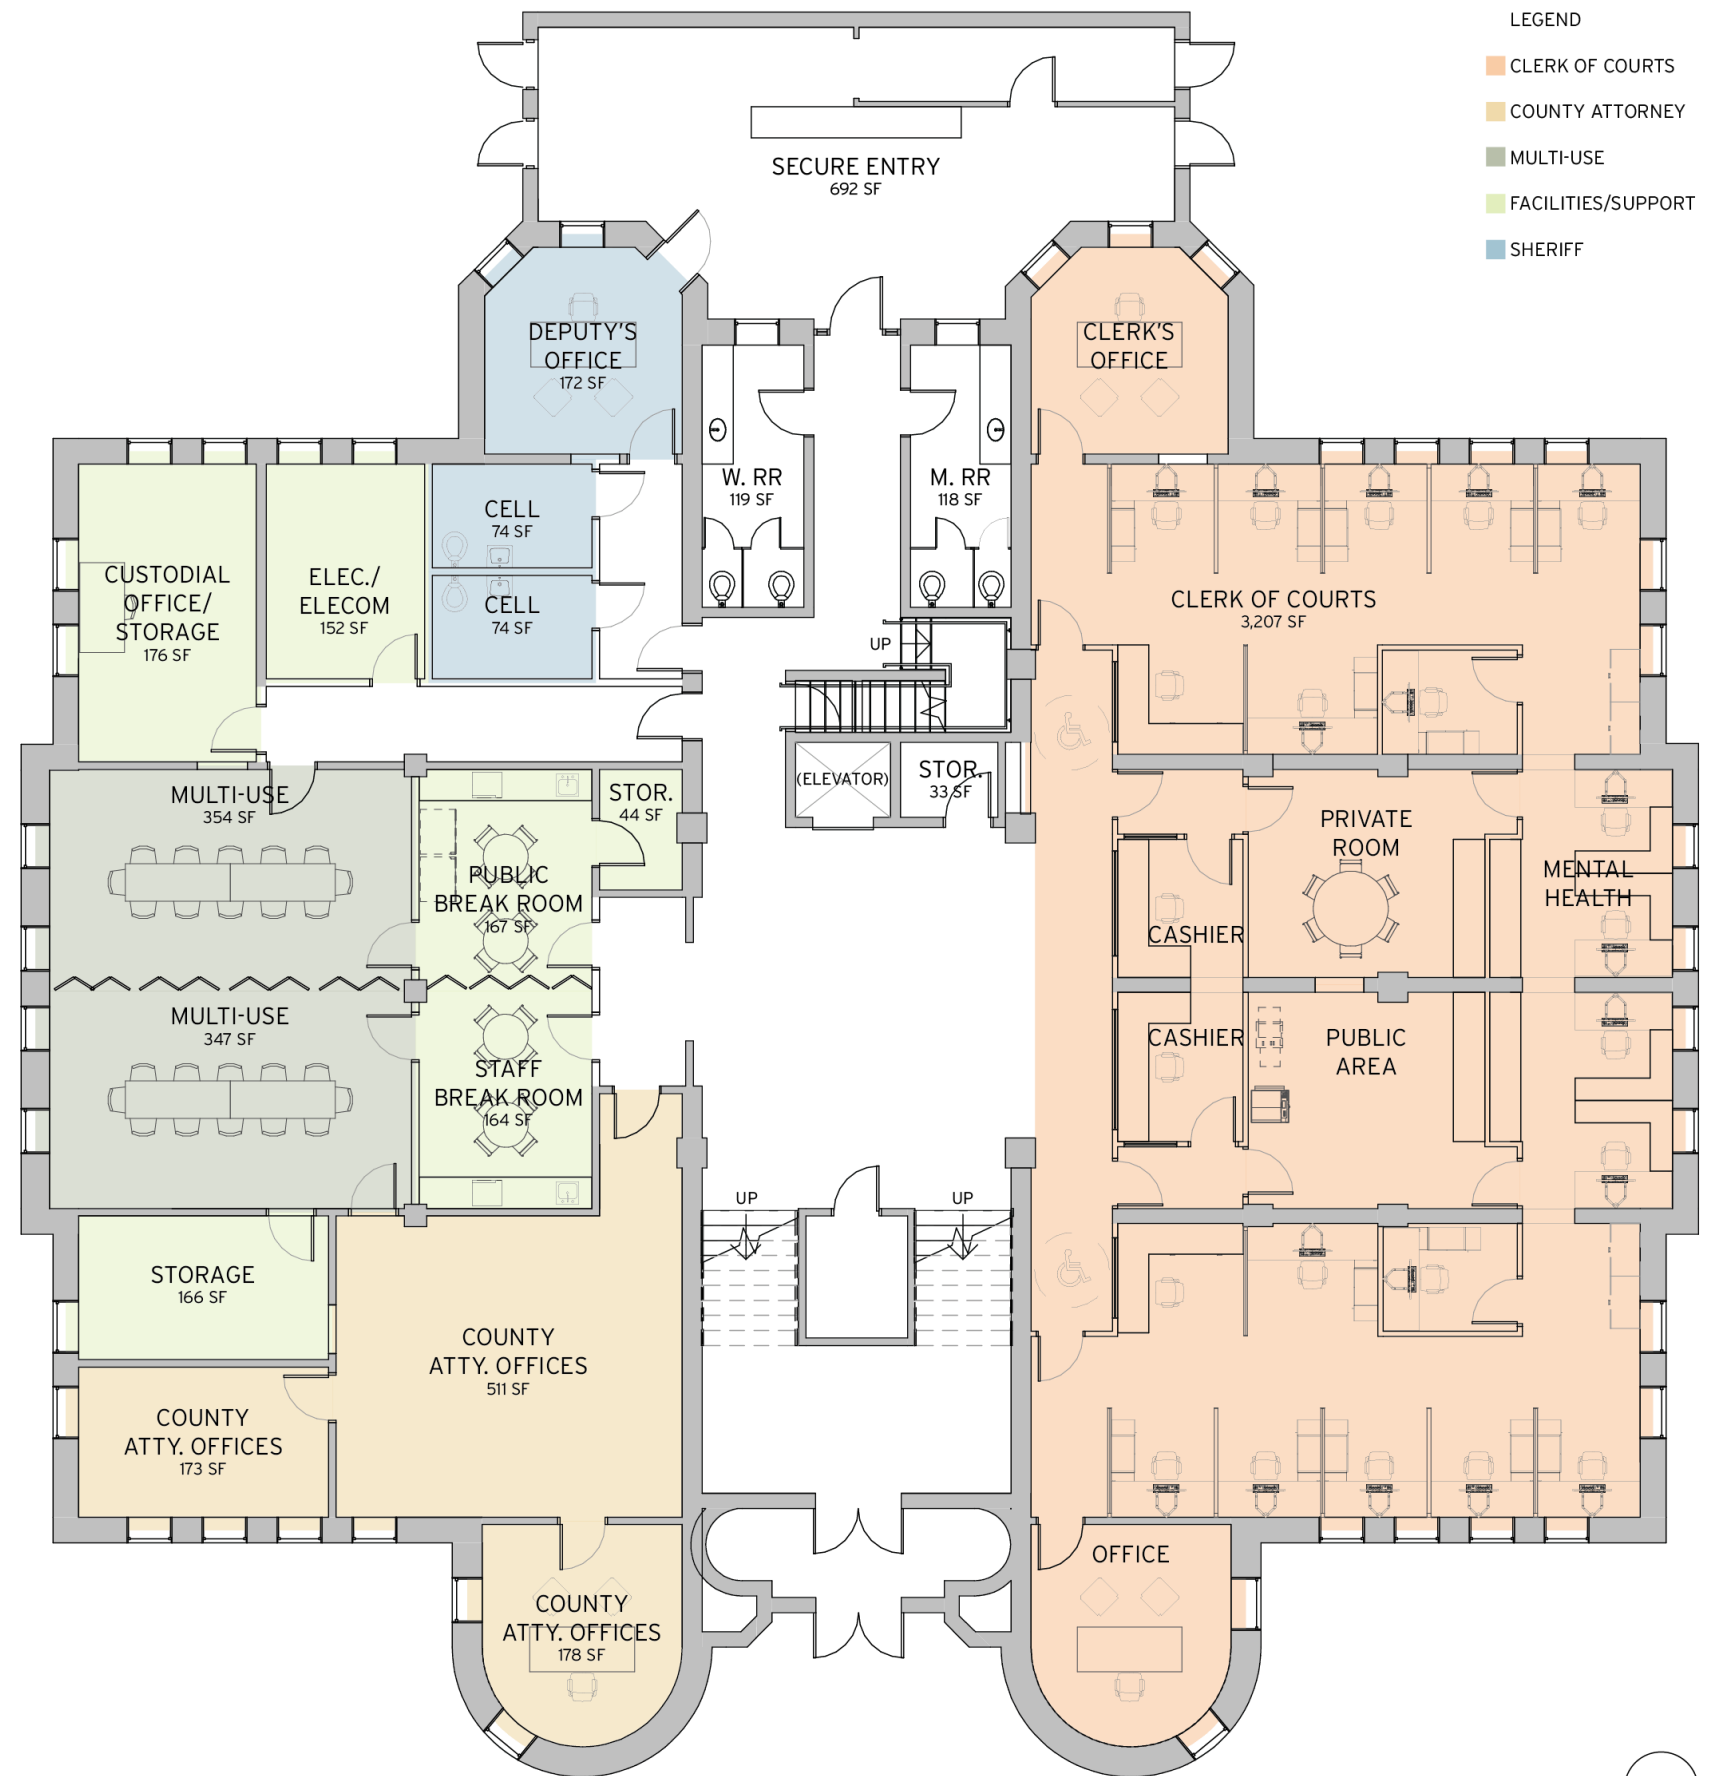 LEGEND
CLERK OF COURTS
COUNTY ATTORNEY
MULTI-USE
FACILITIES/SUPPORT
SHERIFF
SECURE ENTRY
692 SF
DEPUTY'S
OFFICE
172 SF
CLERK'S
OFFICE
W. RR
119 SF
M. RR
118 SF
CELL
74 SF
CELL
74 SF
CUSTODIAL
OFFICE/
STORAGE
176 SF
ELEC./
ELECOM
152 SF
CLERK OF COURTS
3,207 SF
UP
(ELEVATOR)
STOR.
33 SF
MULTI-USE
354 SF
STOR.
44 SF
PUBLIC
BREAK ROOM
167 SF
PRIVATE
ROOM
MENTAL
HEALTH
CASHIER
MULTI-USE
347 SF
STAFF
BREAK ROOM
164 SF
CASHIER
PUBLIC
AREA
UP
UP
STORAGE
166 SF
COUNTY
ATTY. OFFICES
511 SF
COUNTY
ATTY. OFFICES
173 SF
COUNTY
ATTY. OFFICES
178 SF
OFFICE